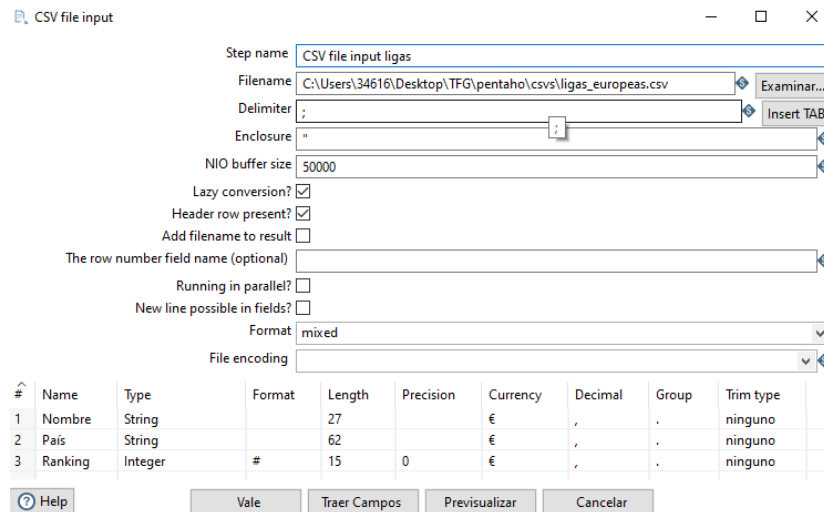 CSV file input
Step name CSV file input ligas
Filename C:\Users\34616\Desktop\TFG\pentaho\csvs\ligas_europeas.csv Examinar...
Delimiter ; Insert TAB
;
Enclosure "
NIO buffer size 50000
Lazy conversion?
Header row present?
Add filename to result
The row number field name (optional)
Running in parallel?
New line possible in fields?
Format mixed
File encoding
# Name Type Format Length Precision Currency Decimal Group Trim type
1 Nombre String 27 € , . ninguno
2 País String 62 € , . ninguno
3 Ranking Integer # 15 0 € , . ninguno
Help Vale Traer Campos Previsualizar Cancelar